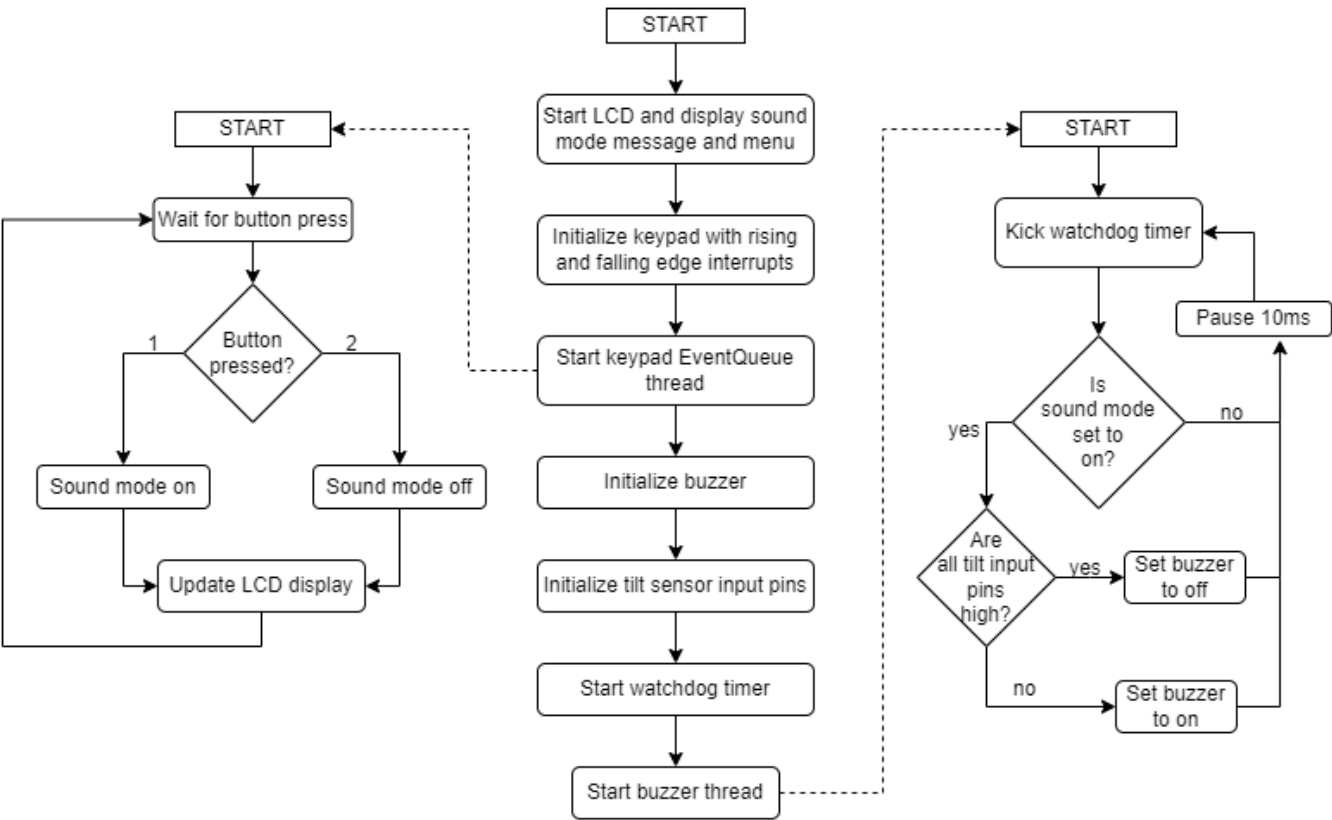 START
Start LCD and display sound
mode message and menu
Initialize keypad with rising
and falling edge interrupts
Start keypad EventQueue
thread
Initialize buzzer
Initialize tilt sensor input pins
Start watchdog timer
Start buzzer thread
START
Wait for button press
Button
pressed?
1
2
Sound mode on
Sound mode off
Update LCD display
START
Kick watchdog timer
Pause 10ms
Is
sound mode
set to
on?
yes
no
Are
all tilt input
pins
high?
yes
Set buzzer
to off
no
Set buzzer
to on